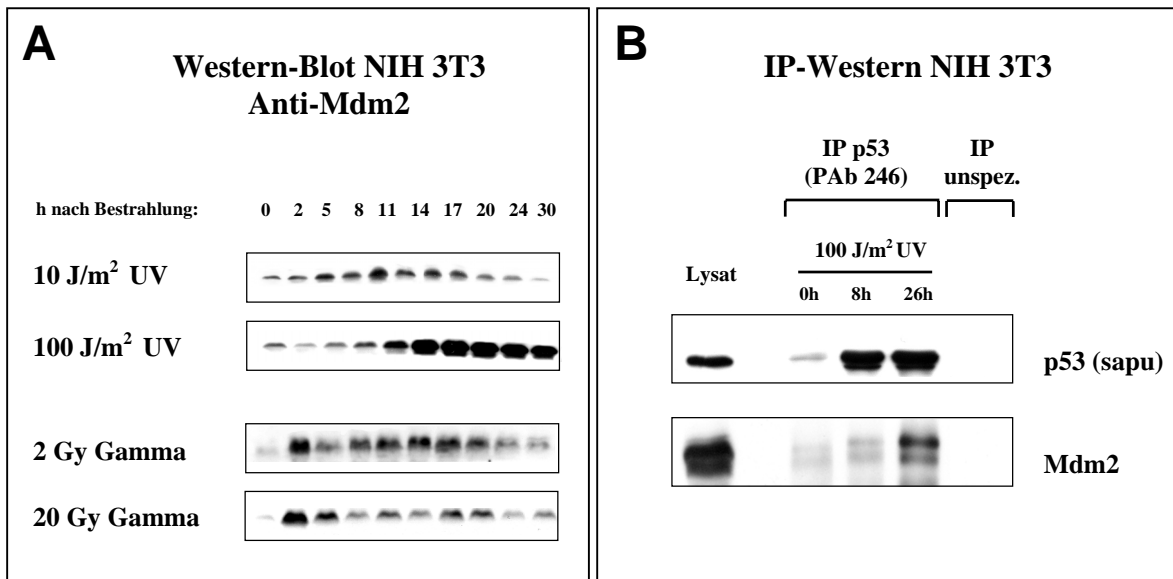 A
Western-Blot NIH 3T3
Anti-Mdm2
h nach Bestrahlung: 0 2 5 8 11 14 17 20 24 30
10 J/m² UV
100 J/m² UV
2 Gy Gamma
20 Gy Gamma
B
IP-Western NIH 3T3
IP p53
(PAb 246)
IP
unspez.
100 J/m² UV
Lysat
0h 8h 26h
p53 (sapu)
Mdm2